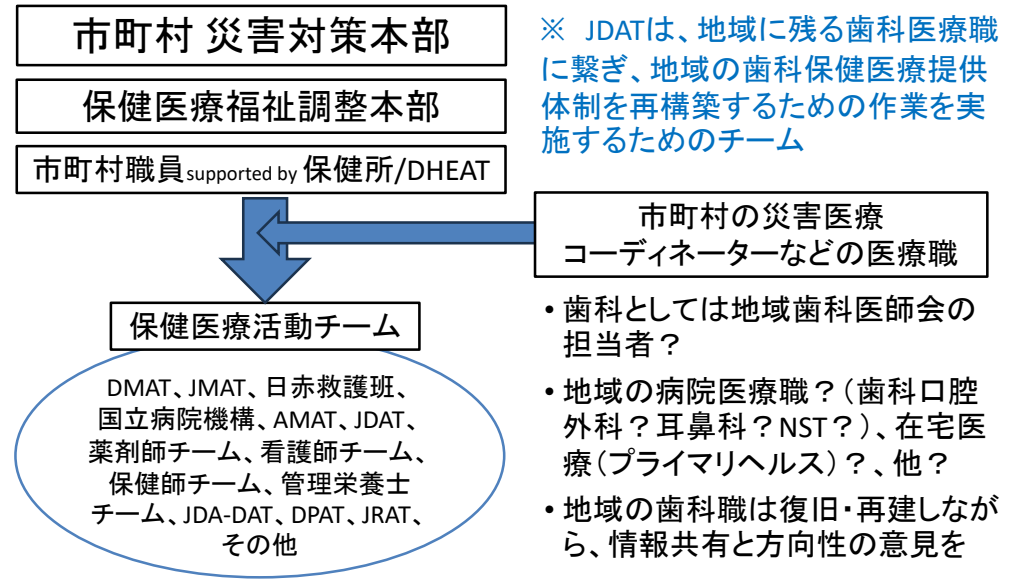 市町村 災害対策本部
保健医療福祉調整本部
市町村職員supported by 保健所/DHEAT
保健医療活動チーム
DMAT、JMAT、日赤救護班、
国立病院機構、AMAT、JDAT、
薬剤師チーム、看護師チーム、
保健師チーム、管理栄養士
チーム、JDA-DAT、DPAT、JRAT、
その他
※ JDATは、地域に残る歯科医療職
に繋ぎ、地域の歯科保健医療提供
体制を再構築するための作業を実
施するためのチーム
市町村の災害医療
コーディネーターなどの医療職
• 歯科としては地域歯科医師会の
担当者？
• 地域の病院医療職？（歯科口腔
外科？耳鼻科？NST？）、在宅医
療（プライマリヘルス）？、他？
• 地域の歯科職は復旧・再建しなが
ら、情報共有と方向性の意見を